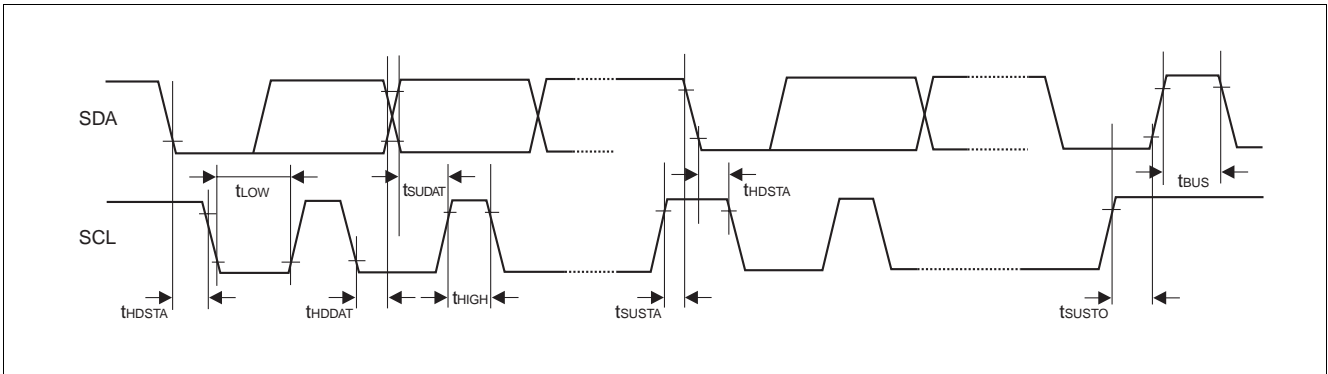 SDA
tLOW
tSUDAT
tHDSTA
tBUS
SCL
tHDSTA
tHDDAT
tHIGH
tSUSTA
tSUSTO